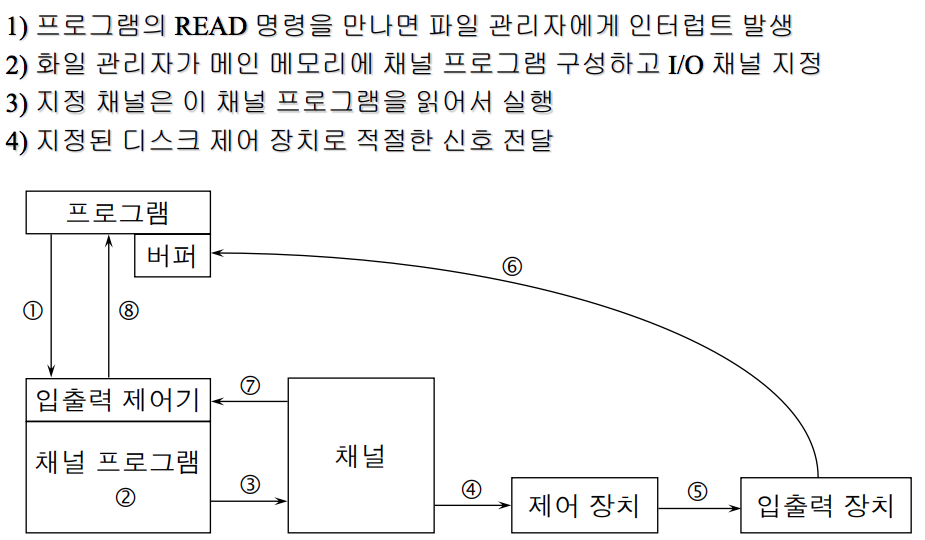 1) 프로그램의 READ 명령을 만나면 파일 관리자에게 인터럽트 발생
2) 화일 관리자가 메인 메모리에 채널 프로그램 구성하고 I/O 채널 지정
3) 지정 채널은 이 채널 프로그램을 읽어서 실행
4) 지정된 디스크 제어 장치로 적절한 신호 전달
프로그램
버퍼
⑥
①
⑧
입출력 제어기
⑦
채널 프로그램
②
③
채널
④
제어 장치
⑤
입출력 장치